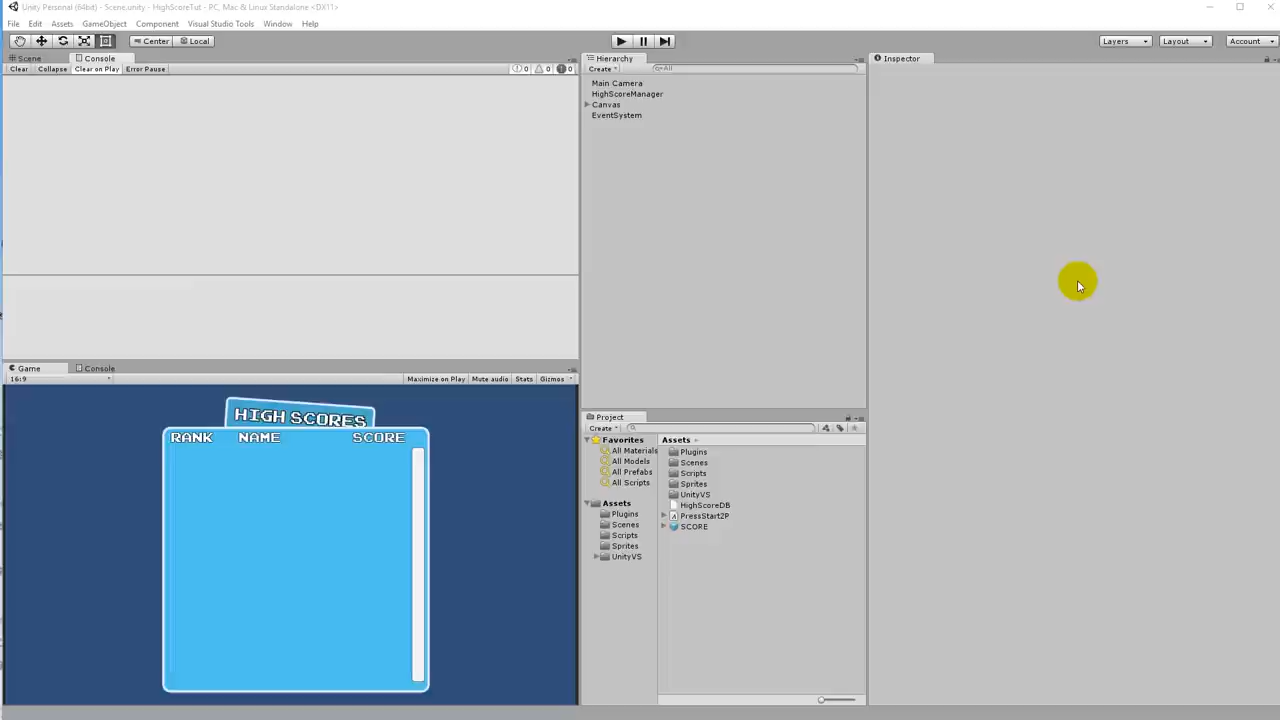 Unity Personal (64bit) - Scene.unity - HighScoreTut - PC, Mac & Linux Standalone <DX11>
File Edit Assets GameObject Component Visual Studio Tools Window Help
Center Local Layers Layout Account
Scene Console
Clear Collapse Clear on Play Error Pause 0 0 0
Hierarchy
Create All
Main Camera
HighScoreManager
Canvas
EventSystem
Inspector
Game Console
16:9 Maximize on Play Mute audio Stats Gizmos
HIGH SCORES
RANK NAME SCORE
Project
Create
Favorites
All Materials
All Models
All Prefabs
All Scripts
Assets
Plugins
Scenes
Scripts
Sprites
UnityVS
Assets
Plugins
Scenes
Scripts
Sprites
UnityVS
HighScoreDB
PressStart2P
SCORE